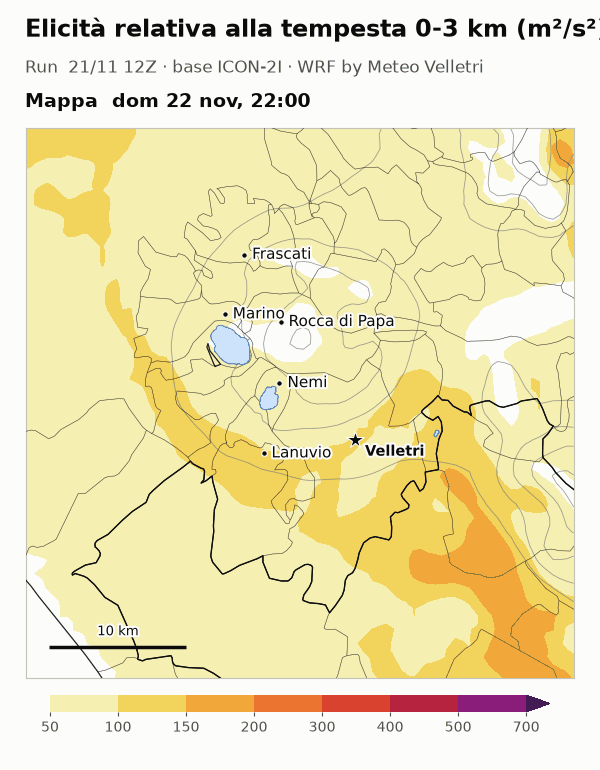 Elicità relativa alla tempesta 0-3 km (m²/s²)
Run 21/11 12Z · base ICON-2I · WRF by Meteo Velletri
Mappa dom 22 nov, 22:00
Frascati
Marino
Rocca di Papa
Nemi
Velletri
Lanuvio
10 km
50 100 150 200 300 400 500 700